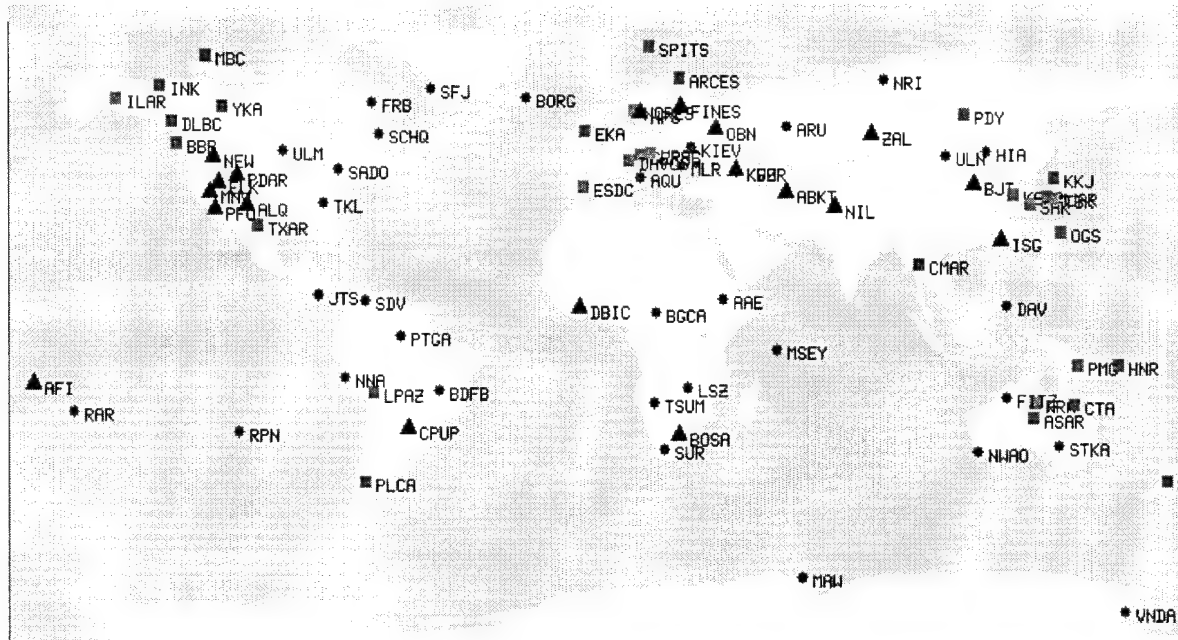 SPITS
MBC
ARCES
INK
NRI
SFJ
ILAR
BORG
FRB
YKA
FINES
PDY
DLBC
SCHQ
EKA
OBN
ARU
ZAL
BBB
ULM
KIEV
HIA
NEW
ULN
SADO
MLR
PDAR
AQU
KKJ
ESDC
ABKT
BJT
MNV
TKL
ALQ
NIL
SAK
TXAR
OGS
ISG
CMAR
JTS
SDV
AAE
DAV
DBIC
BGCA
PTGA
MSEY
PMG
HNR
AFI
NNA
LPAZ
BDFB
LSZ
RAR
TSUM
CTA
ASAR
RPN
CPUP
BOSA
SUR
STKA
NWAO
PLCA
MAW
VNDA